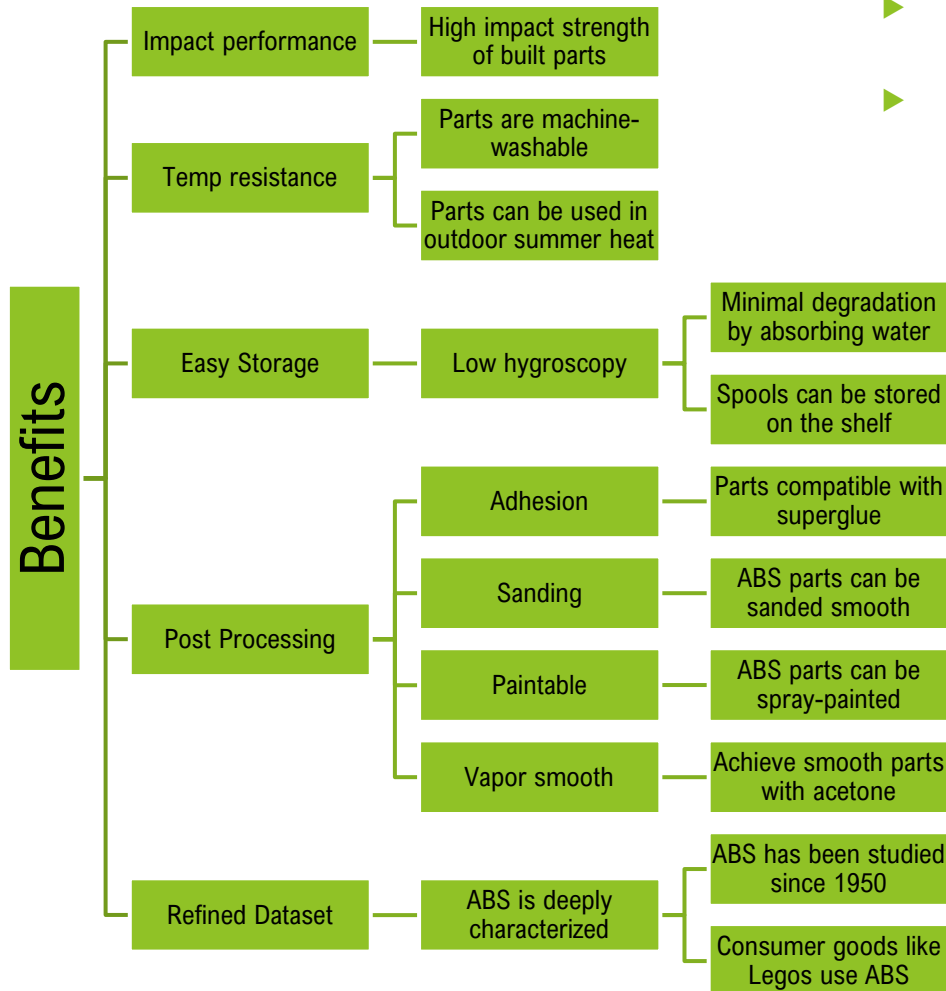 Benefits
Impact performance
High impact strength
of built parts
Temp resistance
Parts are machine-
washable
Parts can be used in
outdoor summer heat
Easy Storage
Low hygroscopy
Minimal degradation
by absorbing water
Spools can be stored
on the shelf
Post Processing
Adhesion
Parts compatible with
superglue
Sanding
ABS parts can be
sanded smooth
Paintable
ABS parts can be
spray-painted
Vapor smooth
Achieve smooth parts
with acetone
Refined Dataset
ABS is deeply
characterized
ABS has been studied
since 1950
Consumer goods like
Legos use ABS